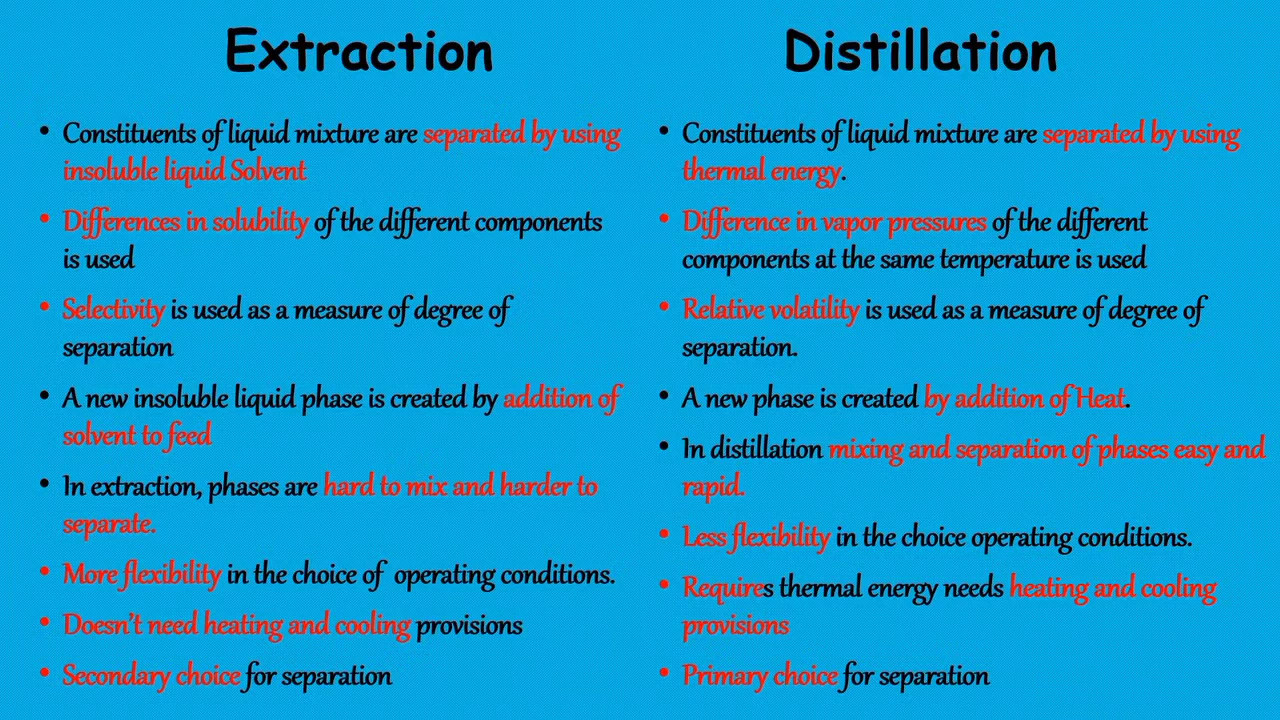 Extraction
• Constituents of liquid mixture are separated by using
insoluble liquid Solvent
• Differences in solubility of the different components
is used
• Selectivity is used as a measure of degree of
separation
• A new insoluble liquid phase is created by addition of
solvent to feed
• In extraction, phases are hard to mix and harder to
separate.
• More flexibility in the choice of operating conditions.
• Doesn't need heating and cooling provisions
• Secondary choice for separation
Distillation
• Constituents of liquid mixture are separated by using
thermal energy.
• Difference in vapor pressures of the different
components at the same temperature is used
• Relative volatility is used as a measure of degree of
separation.
• A new phase is created by addition of Heat.
• In distillation mixing and separation of phases easy and
rapid.
• Less flexibility in the choice operating conditions.
• Requires thermal energy needs heating and cooling
provisions
• Primary choice for separation